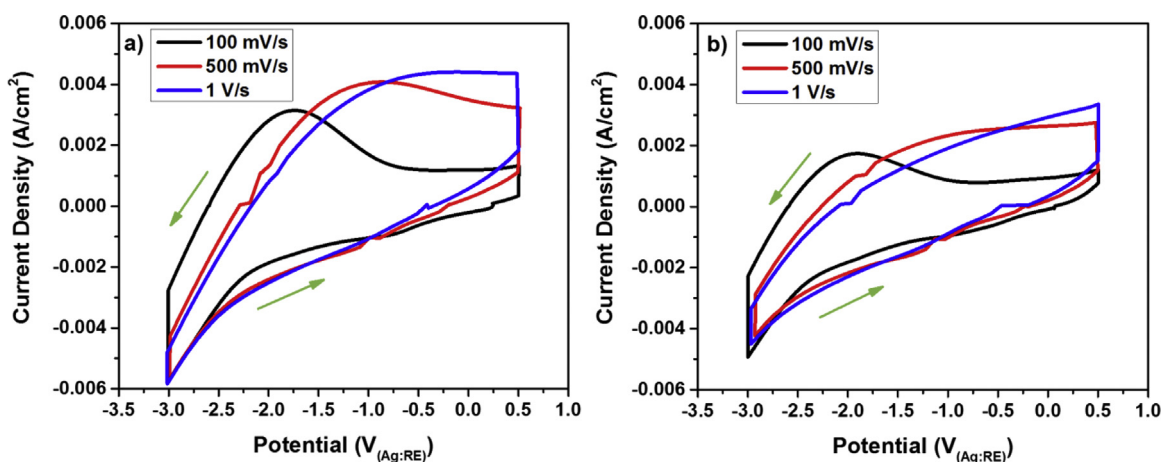 a)
100 mV/s
500 mV/s
1 V/s
0.006
0.004
0.002
0.000
-0.002
-0.004
-0.006
Current Density (A/cm²)
-3.5 -3.0 -2.5 -2.0 -1.5 -1.0 -0.5 0.0 0.5 1.0
Potential (V(Ag:RE))
b)
100 mV/s
500 mV/s
1 V/s
0.006
0.004
0.002
0.000
-0.002
-0.004
-0.006
Current Density (A/cm²)
-3.5 -3.0 -2.5 -2.0 -1.5 -1.0 -0.5 0.0 0.5 1.0
Potential (V(Ag:RE))